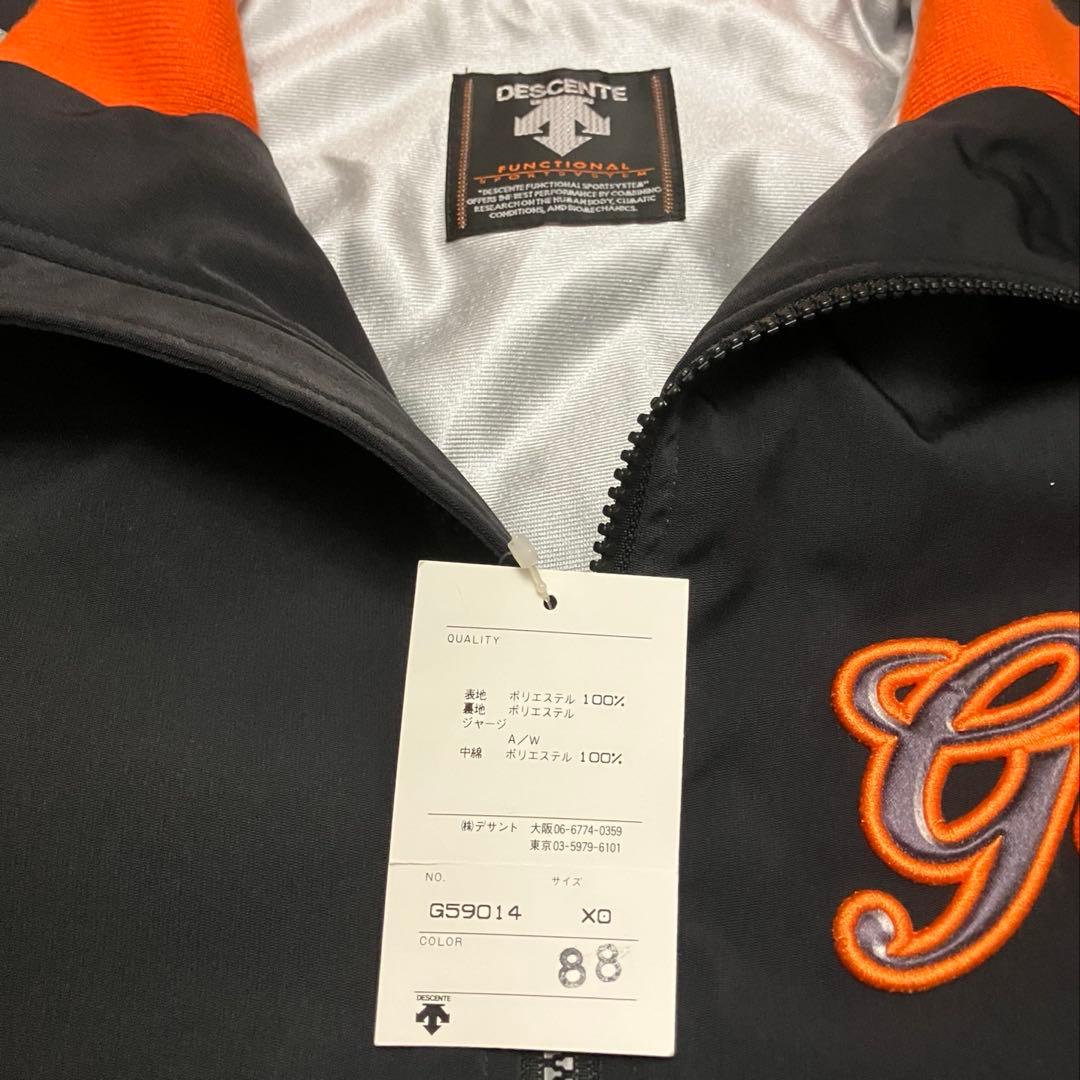 DESCENTE
FUNCTIONAL
SPORTSYSTEM
"DESCENTE FUNCTIONAL SPORTSYSTEM"
OFFERS THE BEST PERFORMANCE BY COMBINING
RESEARCH ON THE HUMAN BODY, CLIMATIC
CONDITIONS, AND BIOMECHANICS.
QUALITY
表地 ポリエステル 100%
裏地 ポリエステル
ジャージ
A/W
中綿 ポリエステル 100%
㈱デサント 大阪06-6774-0359
東京03-5979-6101
NO. サイズ
G59014 XO
COLOR
88
DESCENTE
G